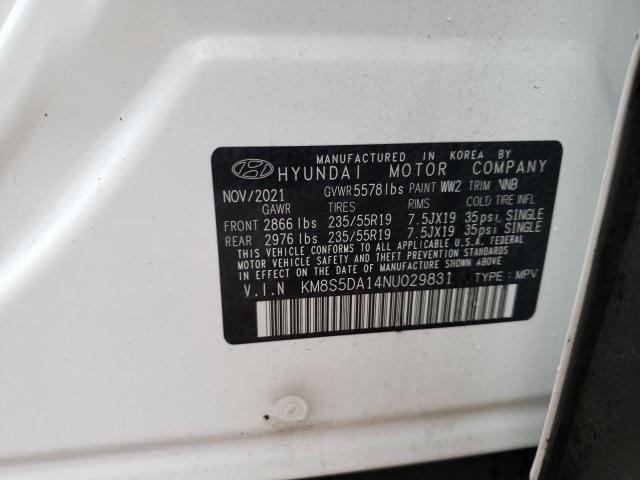 MANUFACTURED IN KOREA BY
HYUNDAI MOTOR COMPANY
NOV/2021 GVWR 5578 lbs PAINT WW2 TRIM VNB
GAWR TIRES RIMS COLD TIRE INFL
FRONT 2866 lbs 235/55R19 7.5JX19 35psi SINGLE
REAR 2976 lbs 235/55R19 7.5JX19 35psi SINGLE
THIS VEHICLE CONFORMS TO ALL APPLICABLE U.S.A. FEDERAL
MOTOR VEHICLE SAFETY AND THEFT PREVENTION STANDARDS
IN EFFECT ON THE DATE OF MANUFACTURE SHOWN ABOVE.
V.I.N KM8S5DA14NU029831 TYPE: MPV